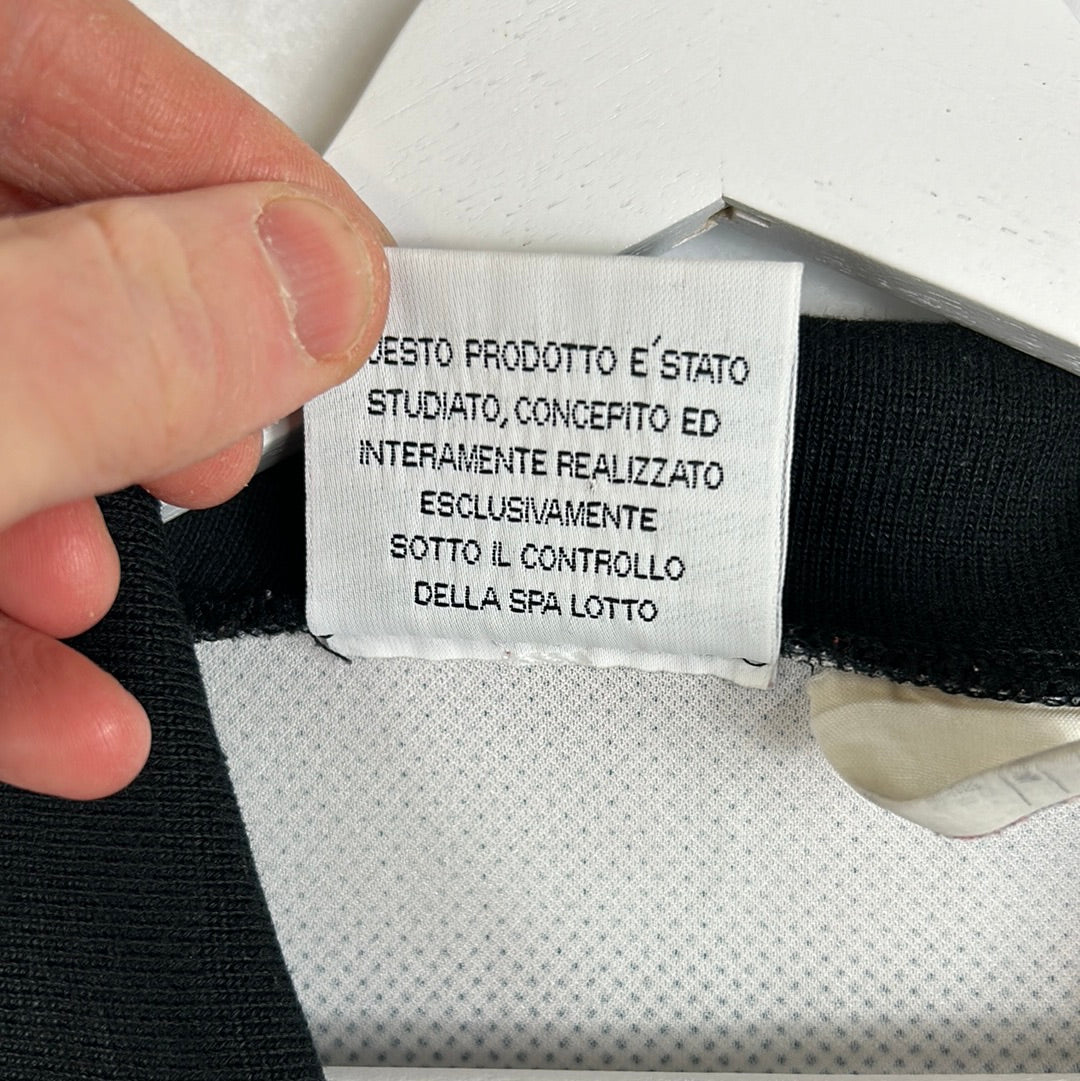 UESTO PRODOTTO E´ STATO
STUDIATO, CONCEPITO ED
INTERAMENTE REALIZZATO
ESCLUSIVAMENTE
SOTTO IL CONTROLLO
DELLA SPA LOTTO